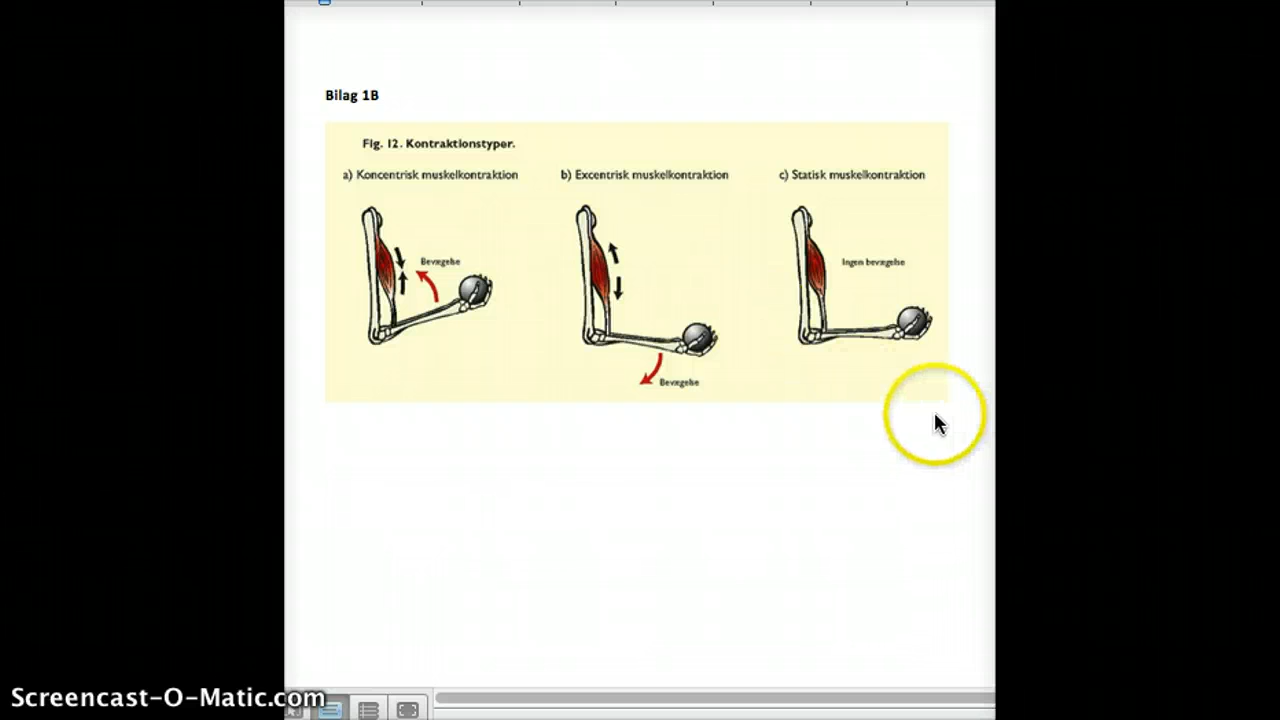 Bilag 1B
Fig. 12. Kontraktionstyper.
a) Koncentrisk muskelkontraktion
b) Excentrisk muskelkontraktion
c) Statisk muskelkontraktion
Bevægelse
Ingen bevægelse
Bevægelse
Screencast-O-Matic.com